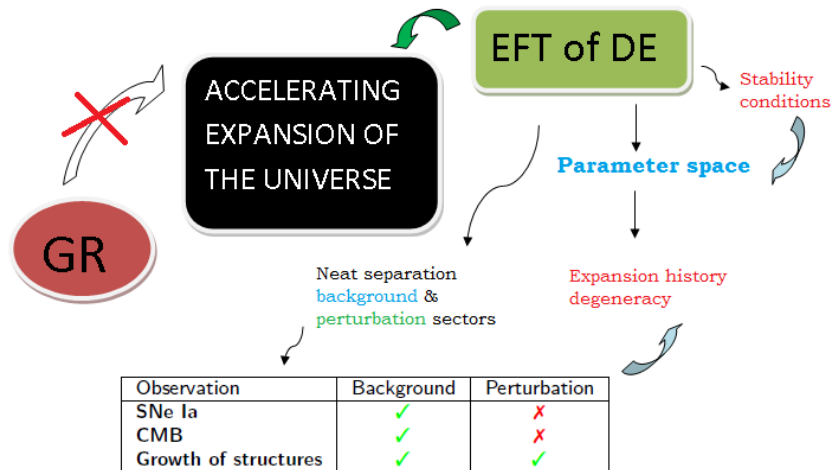 EFT of DE
ACCELERATING
EXPANSION OF
THE UNIVERSE
Stability
conditions
Parameter space
GR
Neat separation
background &
perturbation sectors
Expansion history
degeneracy
Observation Background Perturbation
SNe Ia ✓ ✗
CMB ✓ ✗
Growth of structures ✓ ✓